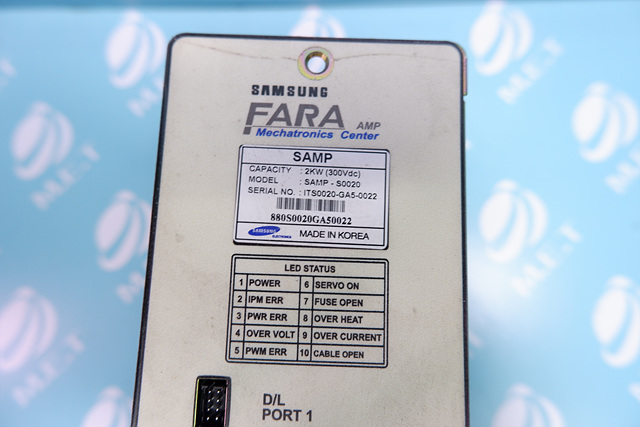 SAMSUNG
FARA AMP
Mechatronics Center
SAMP
CAPACITY : 2KW (300Vdc)
MODEL : SAMP - S0020
SERIAL NO. : ITS0020-GA5-0022
880S0020GA50022
SAMSUNG
ELECTRONICS
MADE IN KOREA
LED STATUS
1 POWER 6 SERVO ON
2 IPM ERR 7 FUSE OPEN
3 PWR ERR 8 OVER HEAT
4 OVER VOLT 9 OVER CURRENT
5 PWM ERR 10 CABLE OPEN
D/L
PORT 1
M.E.T
M.E.T
M.E.T
M.E.T
M.E.T